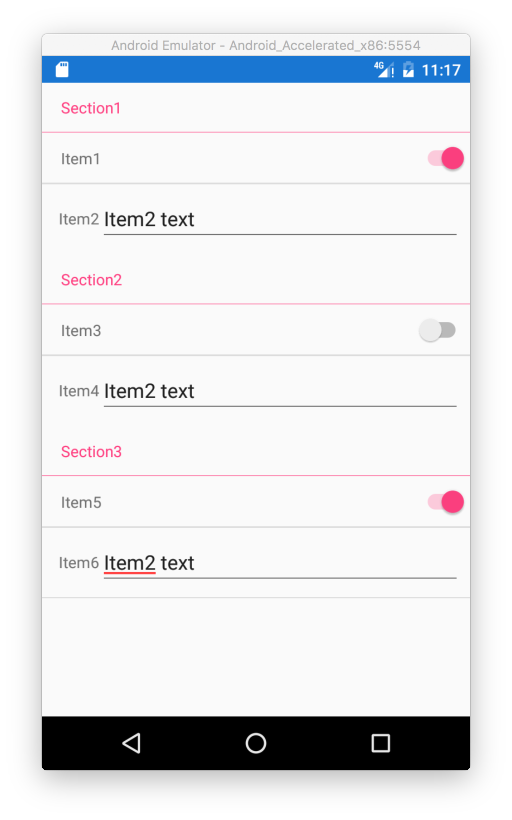 Android Emulator - Android_Accelerated_x86:5554
4G 11:17
Section1
Item1
Item2 Item2 text
Section2
Item3
Item4 Item2 text
Section3
Item5
Item6 Item2 text